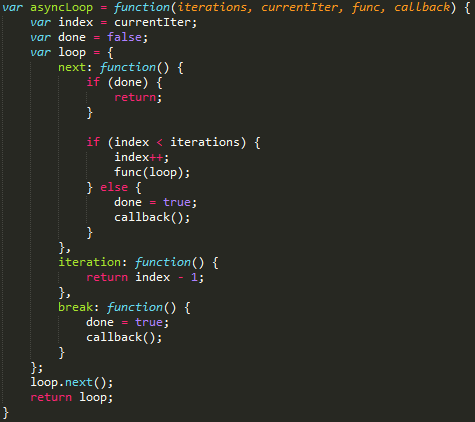 var asyncLoop = function(iterations, currentIter, func, callback) {
    var index = currentIter;
    var done = false;
    var loop = {
        next: function() {
            if (done) {
                return;
            }

            if (index < iterations) {
                index++;
                func(loop);
            } else {
                done = true;
                callback();
            }
        },
        iteration: function() {
            return index - 1;
        },
        break: function() {
            done = true;
            callback();
        }
    };
    loop.next();
    return loop;
}